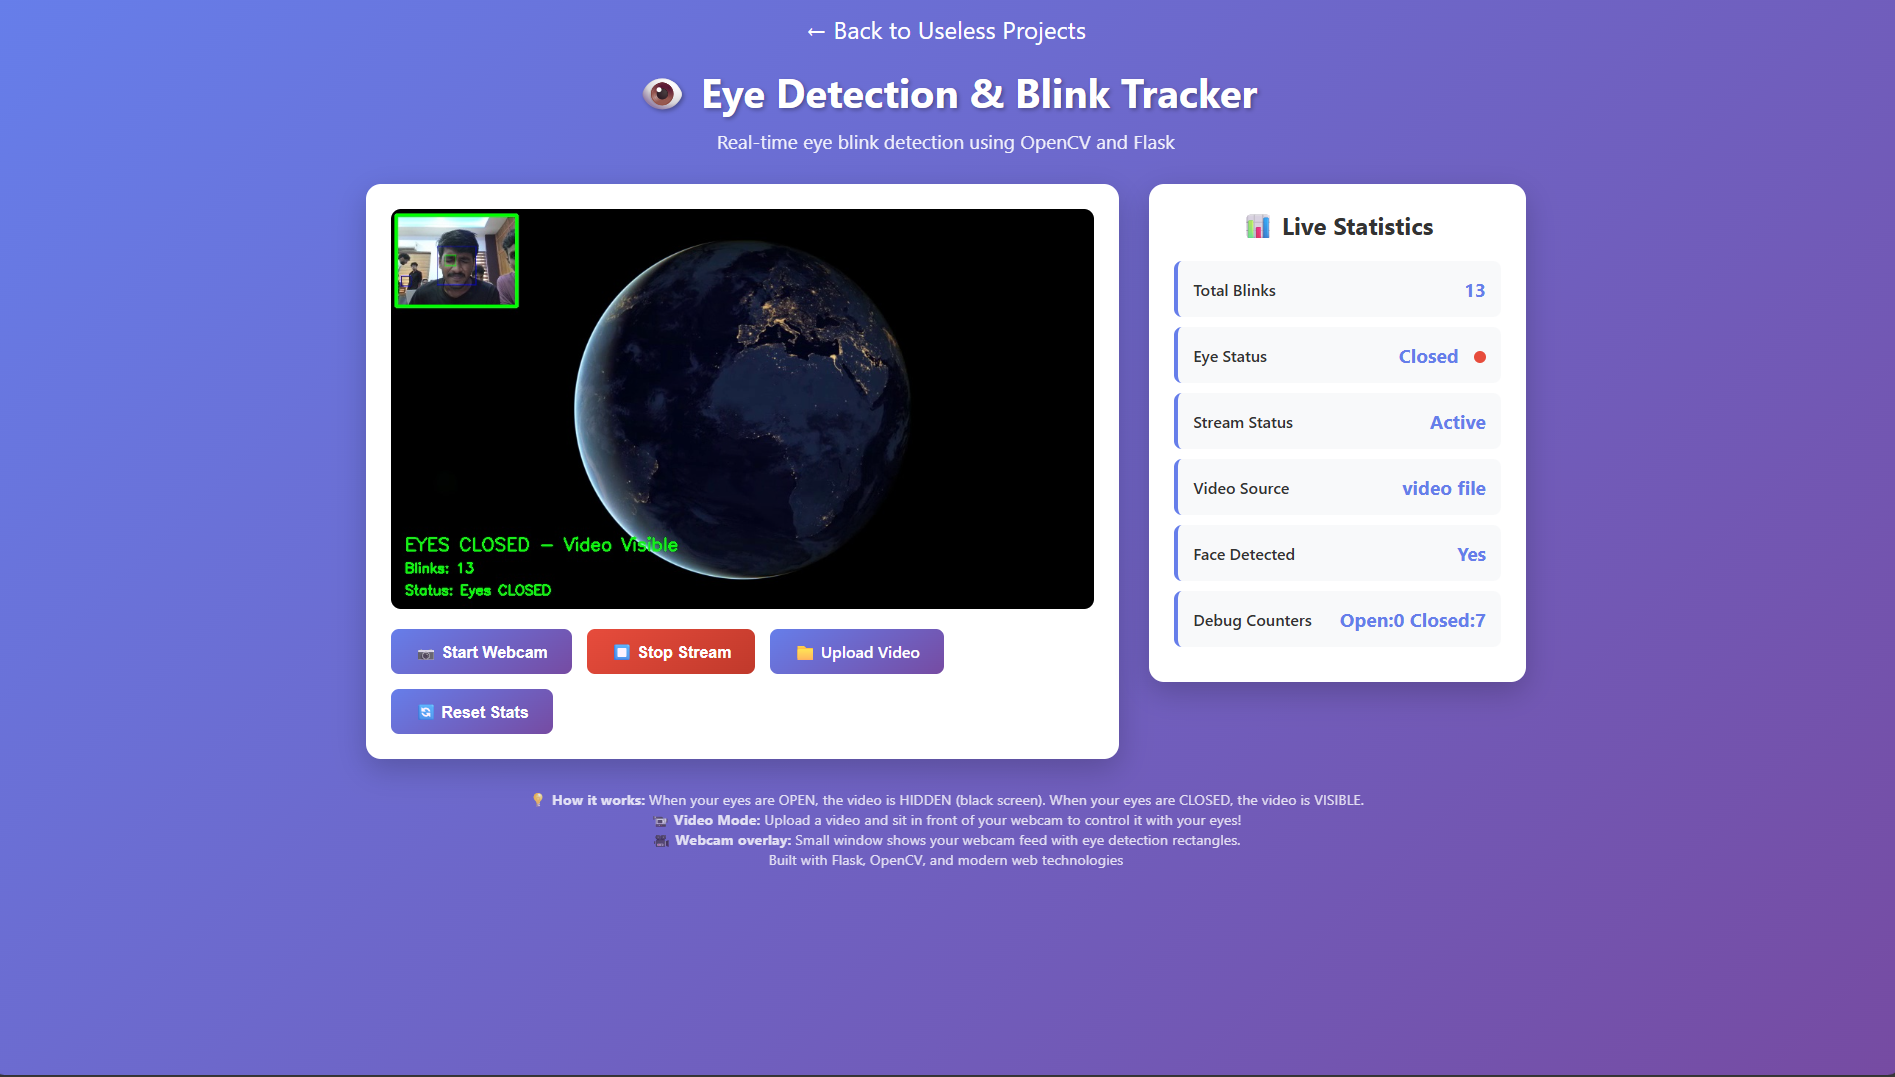 ← Back to Useless Projects
Eye Detection & Blink Tracker
Real-time eye blink detection using OpenCV and Flask
EYES CLOSED - Video Visible
Blinks: 13
Status: Eyes CLOSED
Start Webcam
Stop Stream
Upload Video
Reset Stats
Live Statistics
Total Blinks 13
Eye Status Closed
Stream Status Active
Video Source video file
Face Detected Yes
Debug Counters Open:0 Closed:7
How it works: When your eyes are OPEN, the video is HIDDEN (black screen). When your eyes are CLOSED, the video is VISIBLE.
Video Mode: Upload a video and sit in front of your webcam to control it with your eyes!
Webcam overlay: Small window shows your webcam feed with eye detection rectangles.
Built with Flask, OpenCV, and modern web technologies